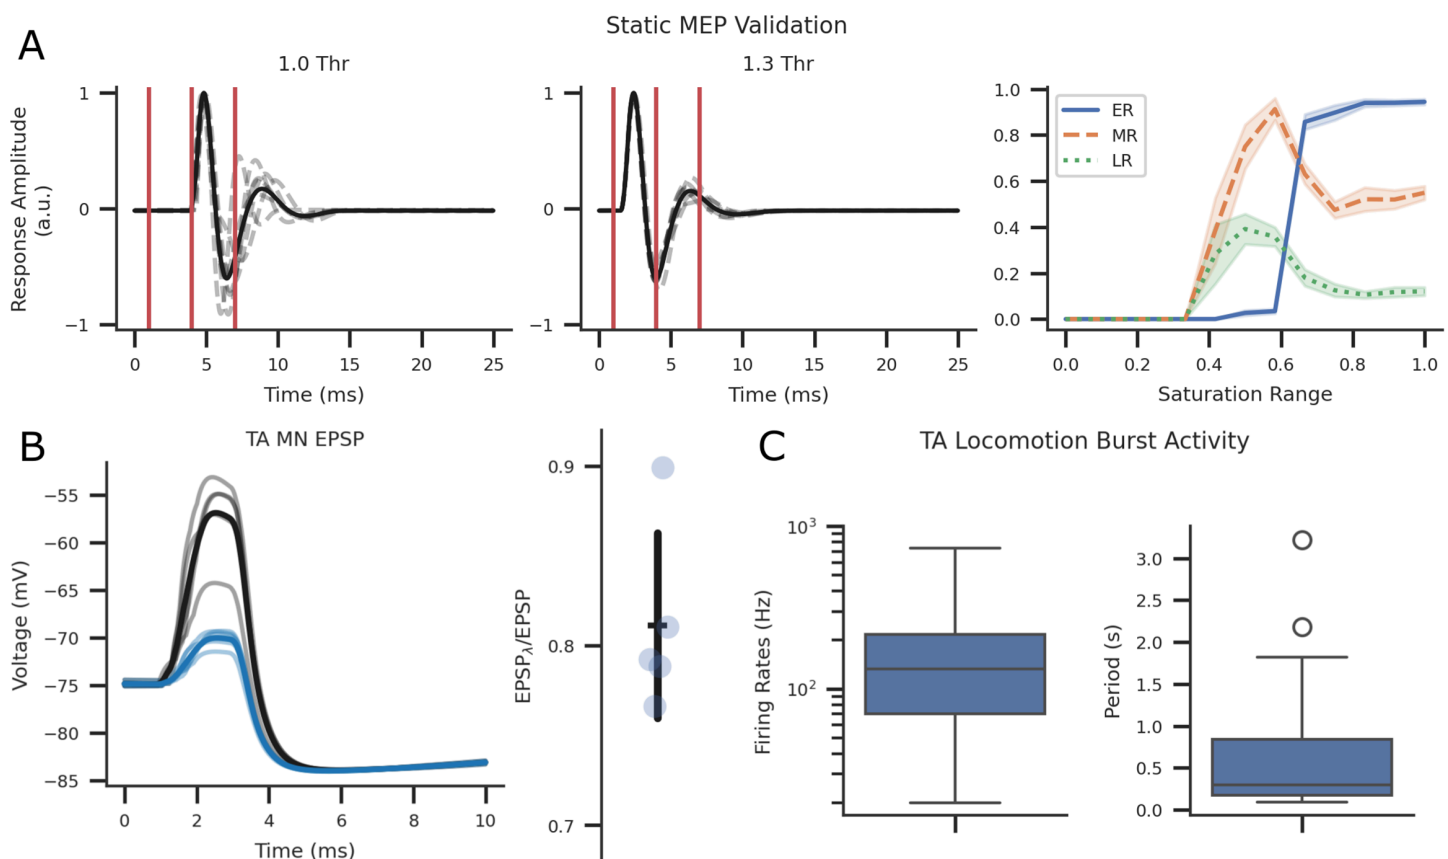 A
Static MEP Validation
1.0 Thr
1.3 Thr
Response Amplitude
(a.u.)
1
0
−1
0 5 10 15 20 25
Time (ms)
1
0
−1
0 5 10 15 20 25
Time (ms)
1.0
0.8
0.6
0.4
0.2
0.0
ER
MR
LR
0.0 0.2 0.4 0.6 0.8 1.0
Saturation Range
B
TA MN EPSP
Voltage (mV)
−55
−60
−65
−70
−75
−80
−85
0 2 4 6 8 10
Time (ms)
EPSPλ/EPSP
0.9
0.8
0.7
C
TA Locomotion Burst Activity
Firing Rates (Hz)
10³
10²
Period (s)
3.0
2.5
2.0
1.5
1.0
0.5
0.0